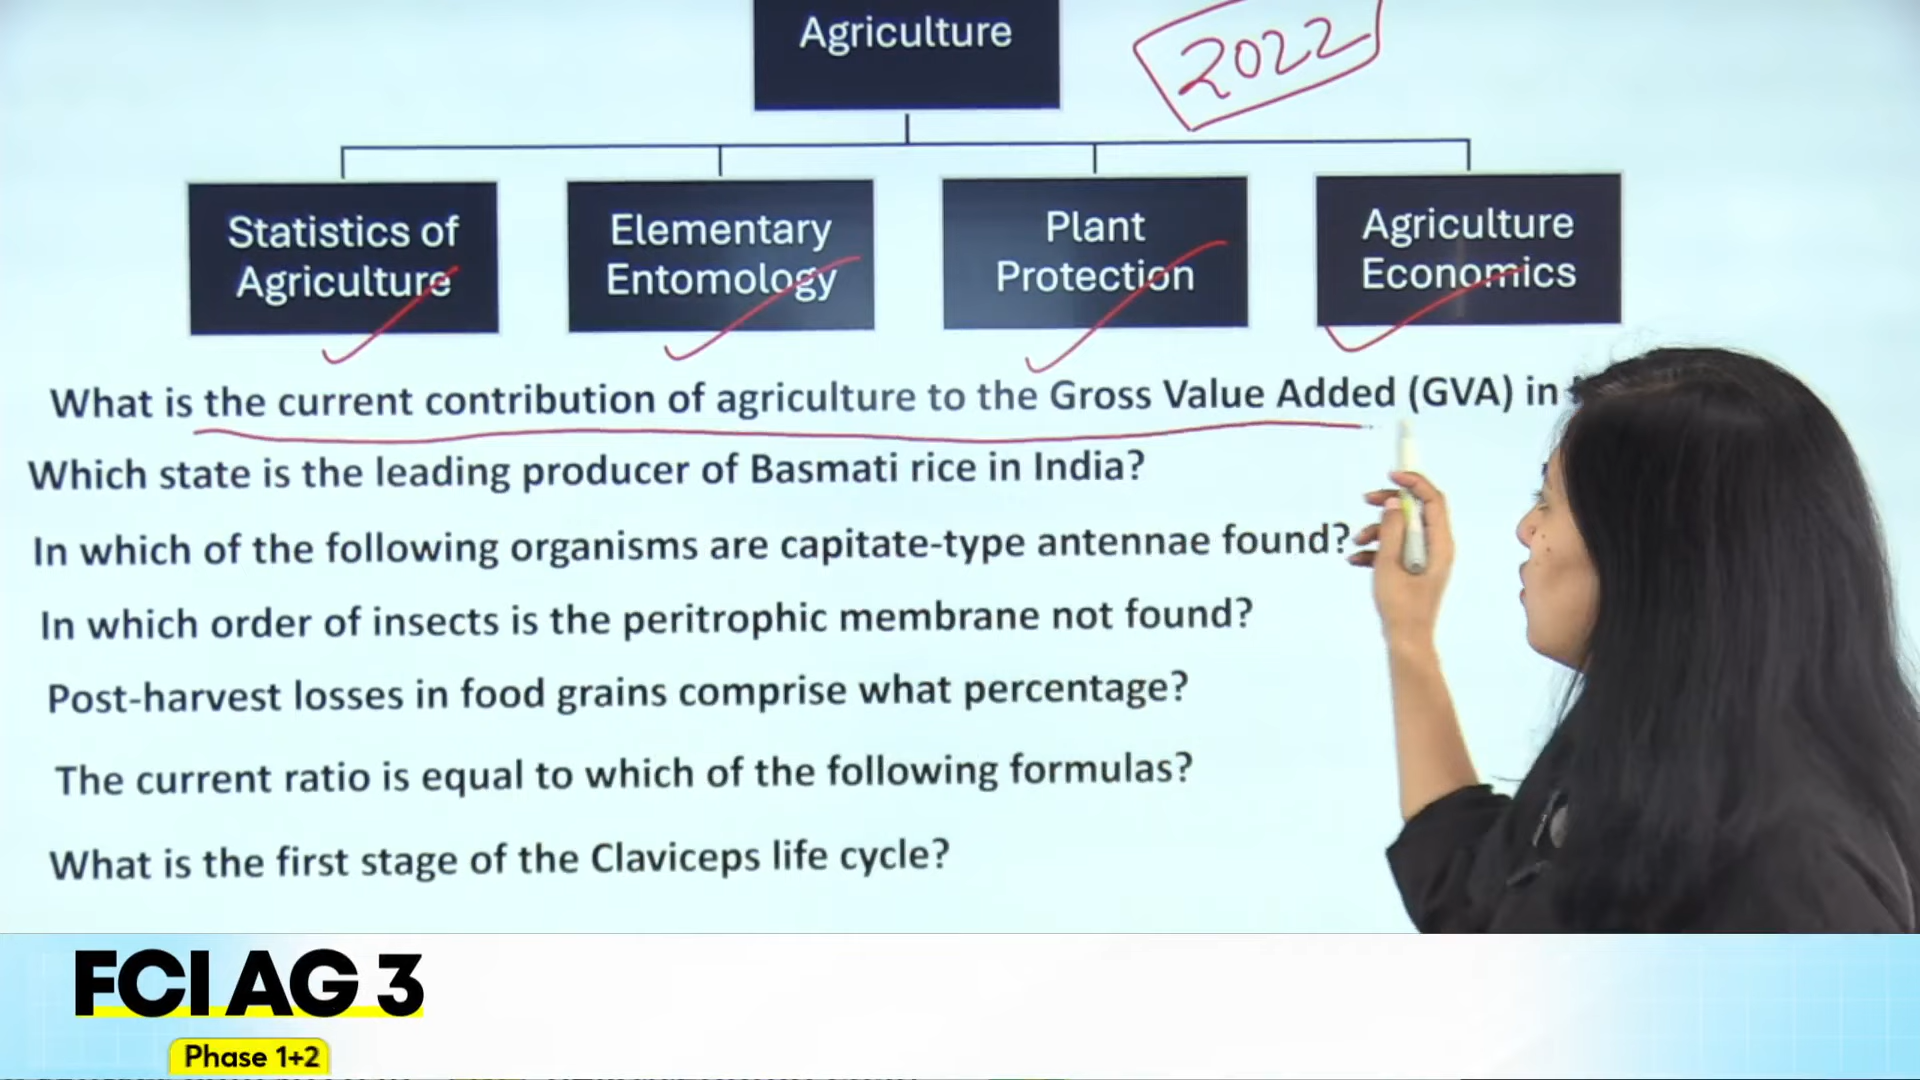 Agriculture
2022
Statistics of
Agriculture
Elementary
Entomology
Plant
Protection
Agriculture
Economics
What is the current contribution of agriculture to the Gross Value Added (GVA) in
Which state is the leading producer of Basmati rice in India?
In which of the following organisms are capitate-type antennae found?
In which order of insects is the peritrophic membrane not found?
Post-harvest losses in food grains comprise what percentage?
The current ratio is equal to which of the following formulas?
What is the first stage of the Claviceps life cycle?
FCI AG 3
Phase 1+2